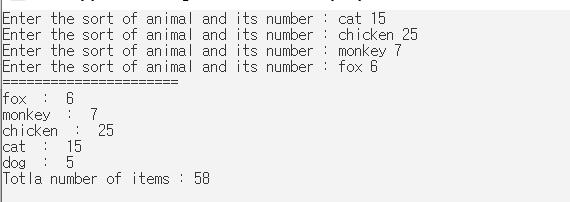 Enter the sort of animal and its number : cat 15
Enter the sort of animal and its number : chicken 25
Enter the sort of animal and its number : monkey 7
Enter the sort of animal and its number : fox 6
======================
fox  :  6
monkey  :  7
chicken  :  25
cat  :  15
dog  :  5
Totla number of items : 58